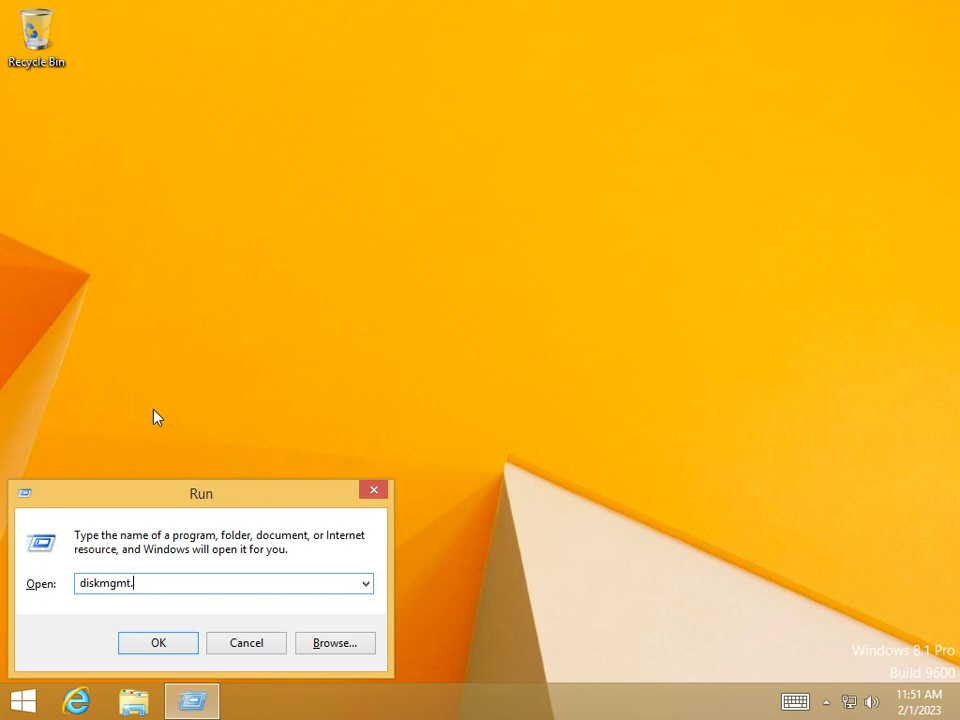 Recycle Bin
Run
Type the name of a program, folder, document, or Internet
resource, and Windows will open it for you.
Open: diskmgmt.
OK Cancel Browse...
Windows 8.1 Pro
Build 9600
11:51 AM
2/1/2023